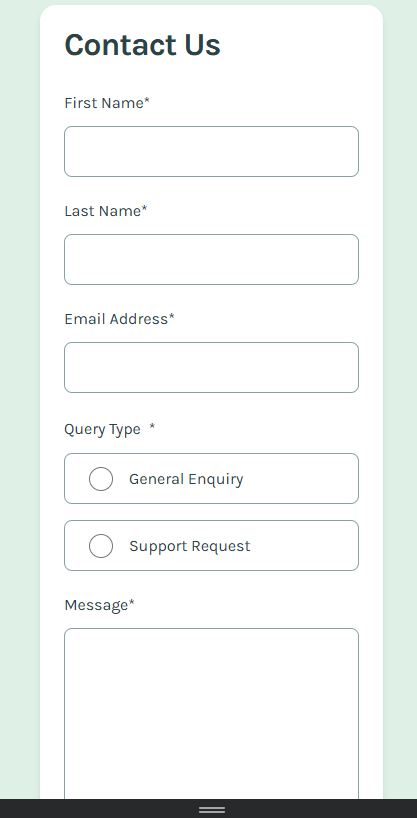 Contact Us
First Name*
Last Name*
Email Address*
Query Type *
General Enquiry
Support Request
Message*